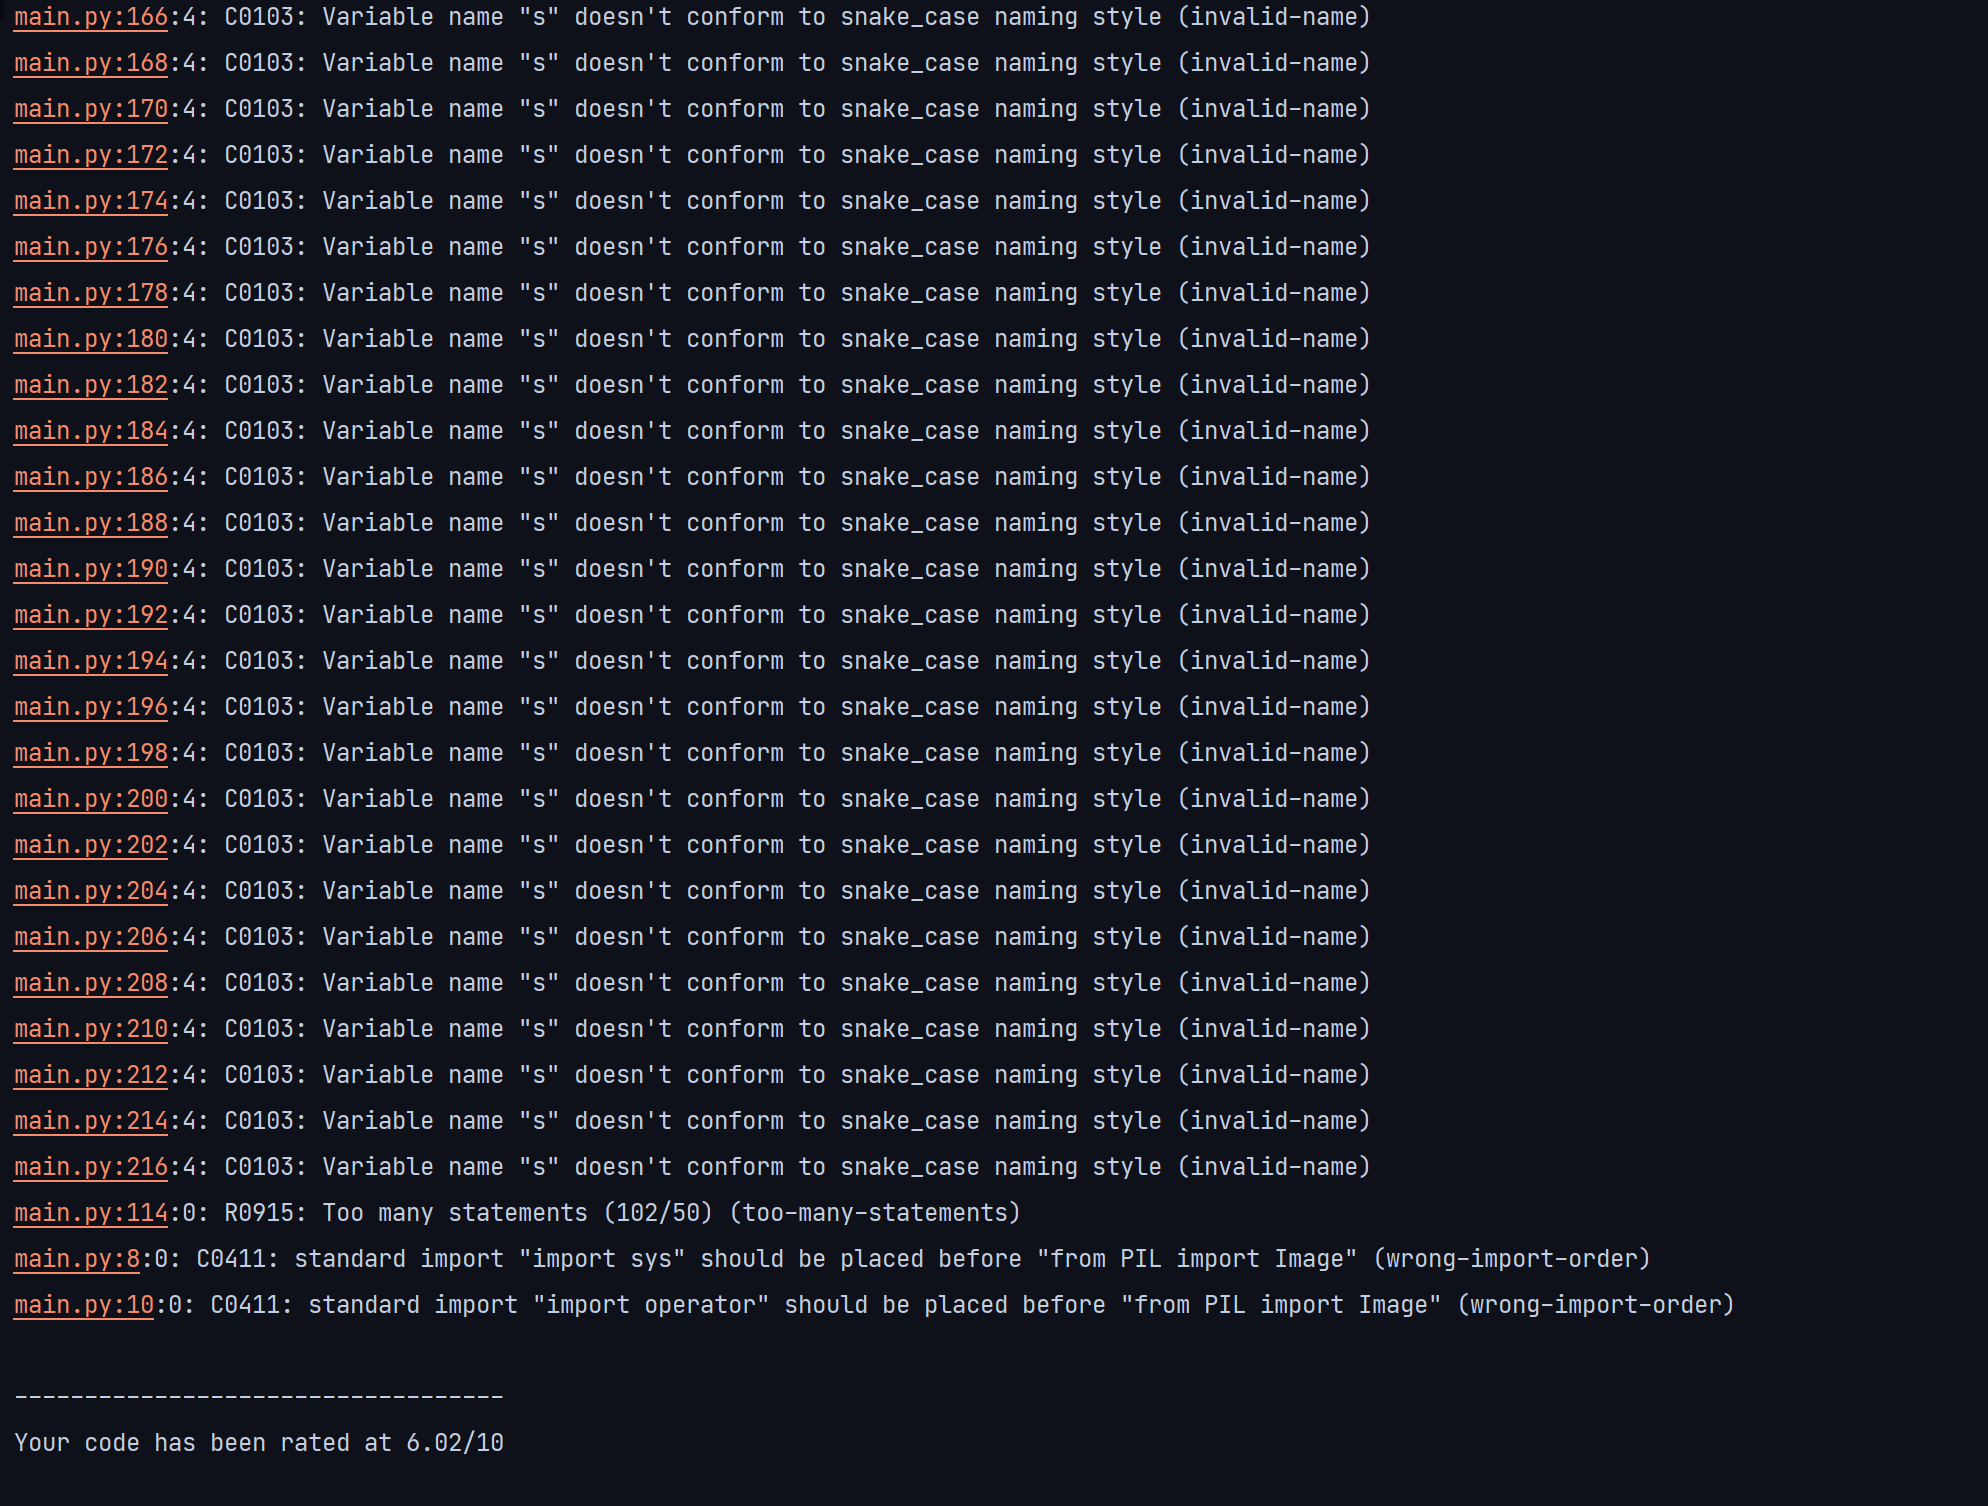 main.py:166:4: C0103: Variable name "s" doesn't conform to snake_case naming style (invalid-name)
main.py:168:4: C0103: Variable name "s" doesn't conform to snake_case naming style (invalid-name)
main.py:170:4: C0103: Variable name "s" doesn't conform to snake_case naming style (invalid-name)
main.py:172:4: C0103: Variable name "s" doesn't conform to snake_case naming style (invalid-name)
main.py:174:4: C0103: Variable name "s" doesn't conform to snake_case naming style (invalid-name)
main.py:176:4: C0103: Variable name "s" doesn't conform to snake_case naming style (invalid-name)
main.py:178:4: C0103: Variable name "s" doesn't conform to snake_case naming style (invalid-name)
main.py:180:4: C0103: Variable name "s" doesn't conform to snake_case naming style (invalid-name)
main.py:182:4: C0103: Variable name "s" doesn't conform to snake_case naming style (invalid-name)
main.py:184:4: C0103: Variable name "s" doesn't conform to snake_case naming style (invalid-name)
main.py:186:4: C0103: Variable name "s" doesn't conform to snake_case naming style (invalid-name)
main.py:188:4: C0103: Variable name "s" doesn't conform to snake_case naming style (invalid-name)
main.py:190:4: C0103: Variable name "s" doesn't conform to snake_case naming style (invalid-name)
main.py:192:4: C0103: Variable name "s" doesn't conform to snake_case naming style (invalid-name)
main.py:194:4: C0103: Variable name "s" doesn't conform to snake_case naming style (invalid-name)
main.py:196:4: C0103: Variable name "s" doesn't conform to snake_case naming style (invalid-name)
main.py:198:4: C0103: Variable name "s" doesn't conform to snake_case naming style (invalid-name)
main.py:200:4: C0103: Variable name "s" doesn't conform to snake_case naming style (invalid-name)
main.py:202:4: C0103: Variable name "s" doesn't conform to snake_case naming style (invalid-name)
main.py:204:4: C0103: Variable name "s" doesn't conform to snake_case naming style (invalid-name)
main.py:206:4: C0103: Variable name "s" doesn't conform to snake_case naming style (invalid-name)
main.py:208:4: C0103: Variable name "s" doesn't conform to snake_case naming style (invalid-name)
main.py:210:4: C0103: Variable name "s" doesn't conform to snake_case naming style (invalid-name)
main.py:212:4: C0103: Variable name "s" doesn't conform to snake_case naming style (invalid-name)
main.py:214:4: C0103: Variable name "s" doesn't conform to snake_case naming style (invalid-name)
main.py:216:4: C0103: Variable name "s" doesn't conform to snake_case naming style (invalid-name)
main.py:114:0: R0915: Too many statements (102/50) (too-many-statements)
main.py:8:0: C0411: standard import "import sys" should be placed before "from PIL import Image" (wrong-import-order)
main.py:10:0: C0411: standard import "import operator" should be placed before "from PIL import Image" (wrong-import-order)
-----------------------------------
Your code has been rated at 6.02/10